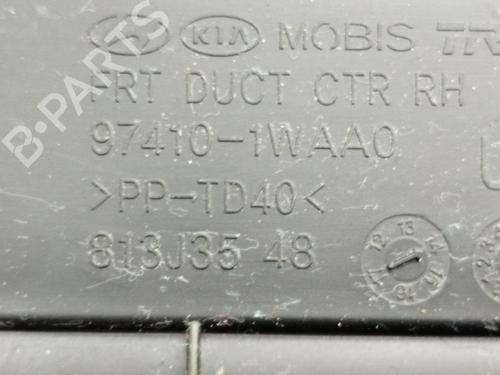 KIA MOBIS
FRT DUCT CTR RH
97410-1WAA0
>PP-TD40<
813J35 48
B-PARTS